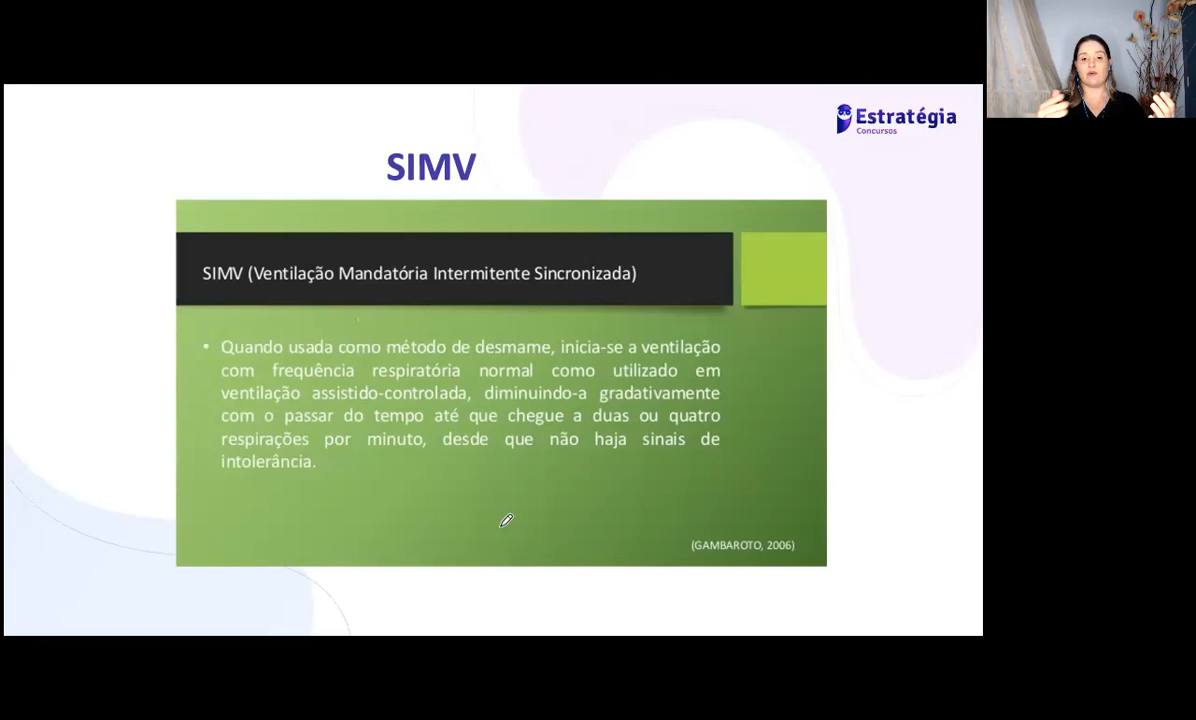 Estratégia
Concursos
SIMV
SIMV (Ventilação Mandatória Intermitente Sincronizada)
• Quando usada como método de desmame, inicia-se a ventilação
com frequência respiratória normal como utilizado em
ventilação assistido-controlada, diminuindo-a gradativamente
com o passar do tempo até que chegue a duas ou quatro
respirações por minuto, desde que não haja sinais de
intolerância.
(GAMBAROTO, 2006)